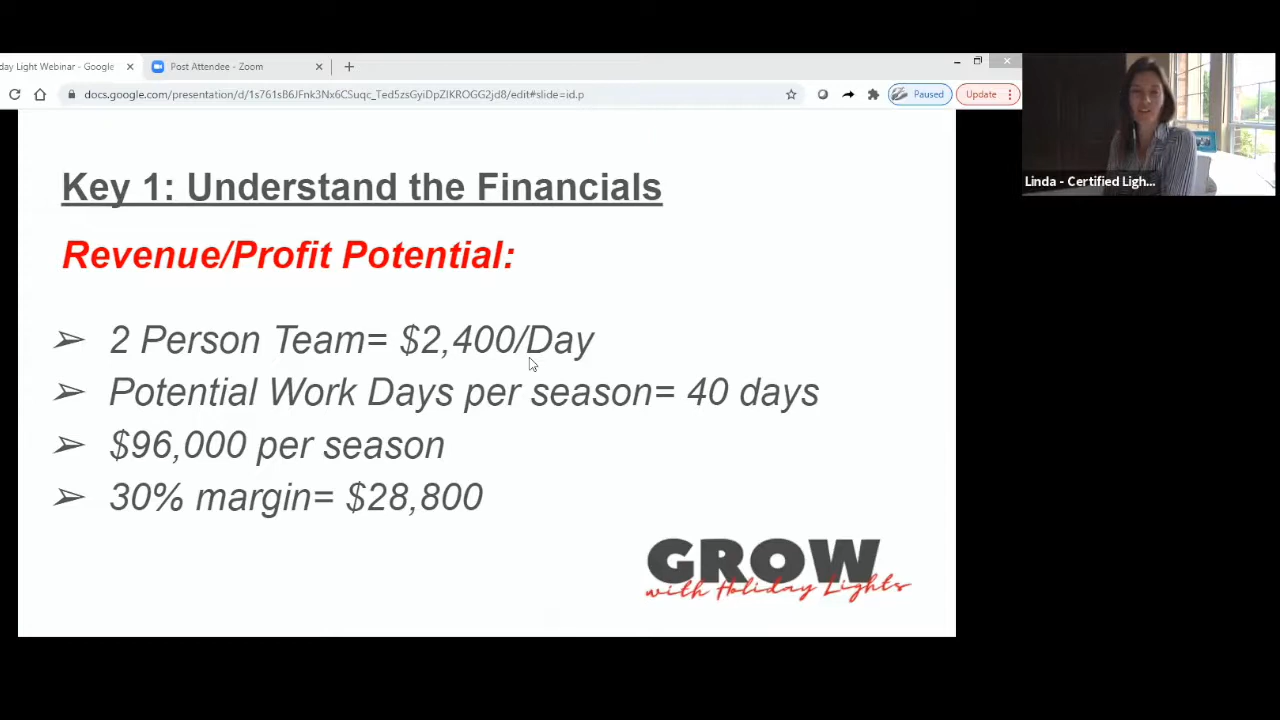 day Light Webinar - Google
Post Attendee - Zoom
docs.google.com/presentation/d/1s761sB6JFnk3Nx6CSuqc_Ted5zsGyiDpZlKROGG2jd8/edit#slide=id.p
Paused
Update
Linda - Certified Ligh...
Key 1: Understand the Financials
Revenue/Profit Potential:
➢ 2 Person Team= $2,400/Day
➢ Potential Work Days per season= 40 days
➢ $96,000 per season
➢ 30% margin= $28,800
GROW
with Holiday Lights